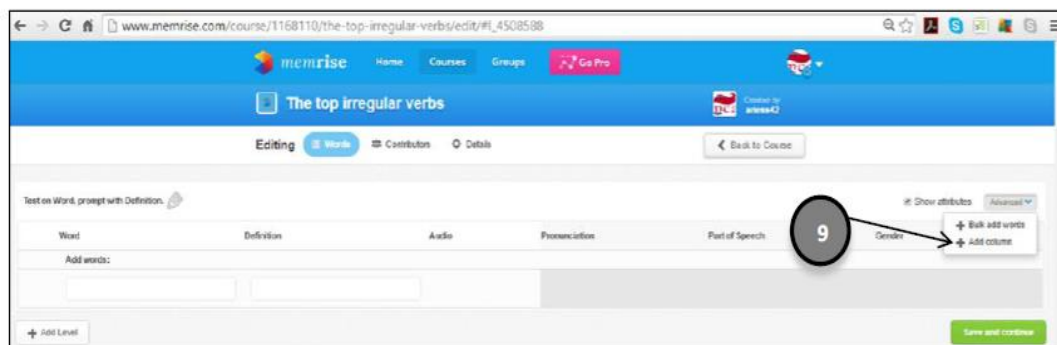 www.memrise.com/course/1168110/the-top-irregular-verbs/edit/#l_4508588
memrise Home Courses Groups Go Pro
The top irregular verbs
Created by
Editing Words Contributors Details Back to Course
Test on Word, prompt with Definition. Show attributes Advanced
Word Definition Audio Pronunciation Part of Speech Gender
Bulk add words
Add column
9
Add words:
Add Level Save and continue